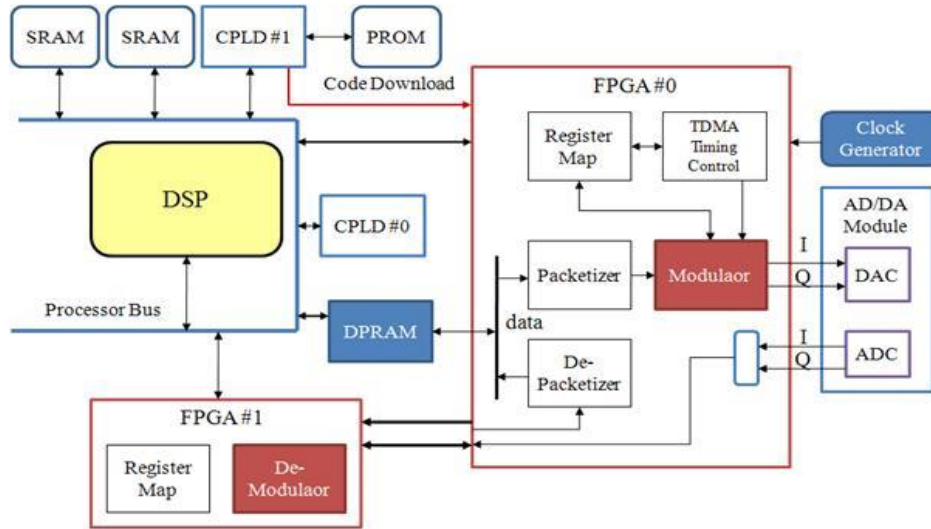 SRAM
SRAM
CPLD #1
PROM
Code Download
FPGA #0
Register
Map
TDMA
Timing
Control
Clock
Generator
DSP
CPLD #0
AD/DA
Module
I
Q
DAC
Packetizer
Modulaor
Processor Bus
DPRAM
data
De-
Packetizer
I
Q
ADC
FPGA #1
Register
Map
De-
Modulaor